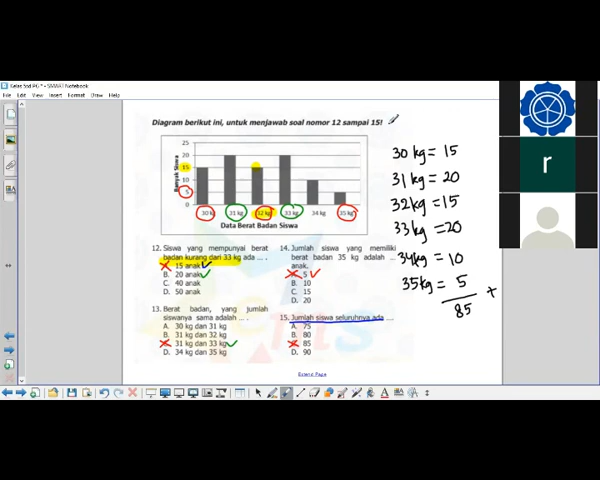 Kelas 5sd PG * - SMART Notebook
File Edit View Insert Format Draw Help
Diagram berikut ini, untuk menjawab soal nomor 12 sampai 15!
25
20
15
10
5
0
Banyak Siswa
30 kg 31 kg 32 kg 33 kg 34 kg 35 kg
Data Berat Badan Siswa
12. Siswa yang mempunyai berat
badan kurang dari 33 kg ada ... .
A. 15 anak
B. 20 anak
C. 40 anak
D. 50 anak
13. Berat badan, yang jumlah
siswanya sama adalah ... .
A. 30 kg dan 31 kg
B. 31 kg dan 32 kg
C. 31 kg dan 33 kg
D. 34 kg dan 35 kg
14. Jumlah siswa yang memiliki
berat badan 35 kg adalah ...
anak.
A. 5
B. 10
C. 15
D. 20
15. Jumlah siswa seluruhnya ada ...
A. 75
B. 80
C. 85
D. 90
30 kg = 15
31 kg = 20
32 kg = 15
33 kg = 20
34 kg = 10
35 kg = 5
+
85
r
Extend Page